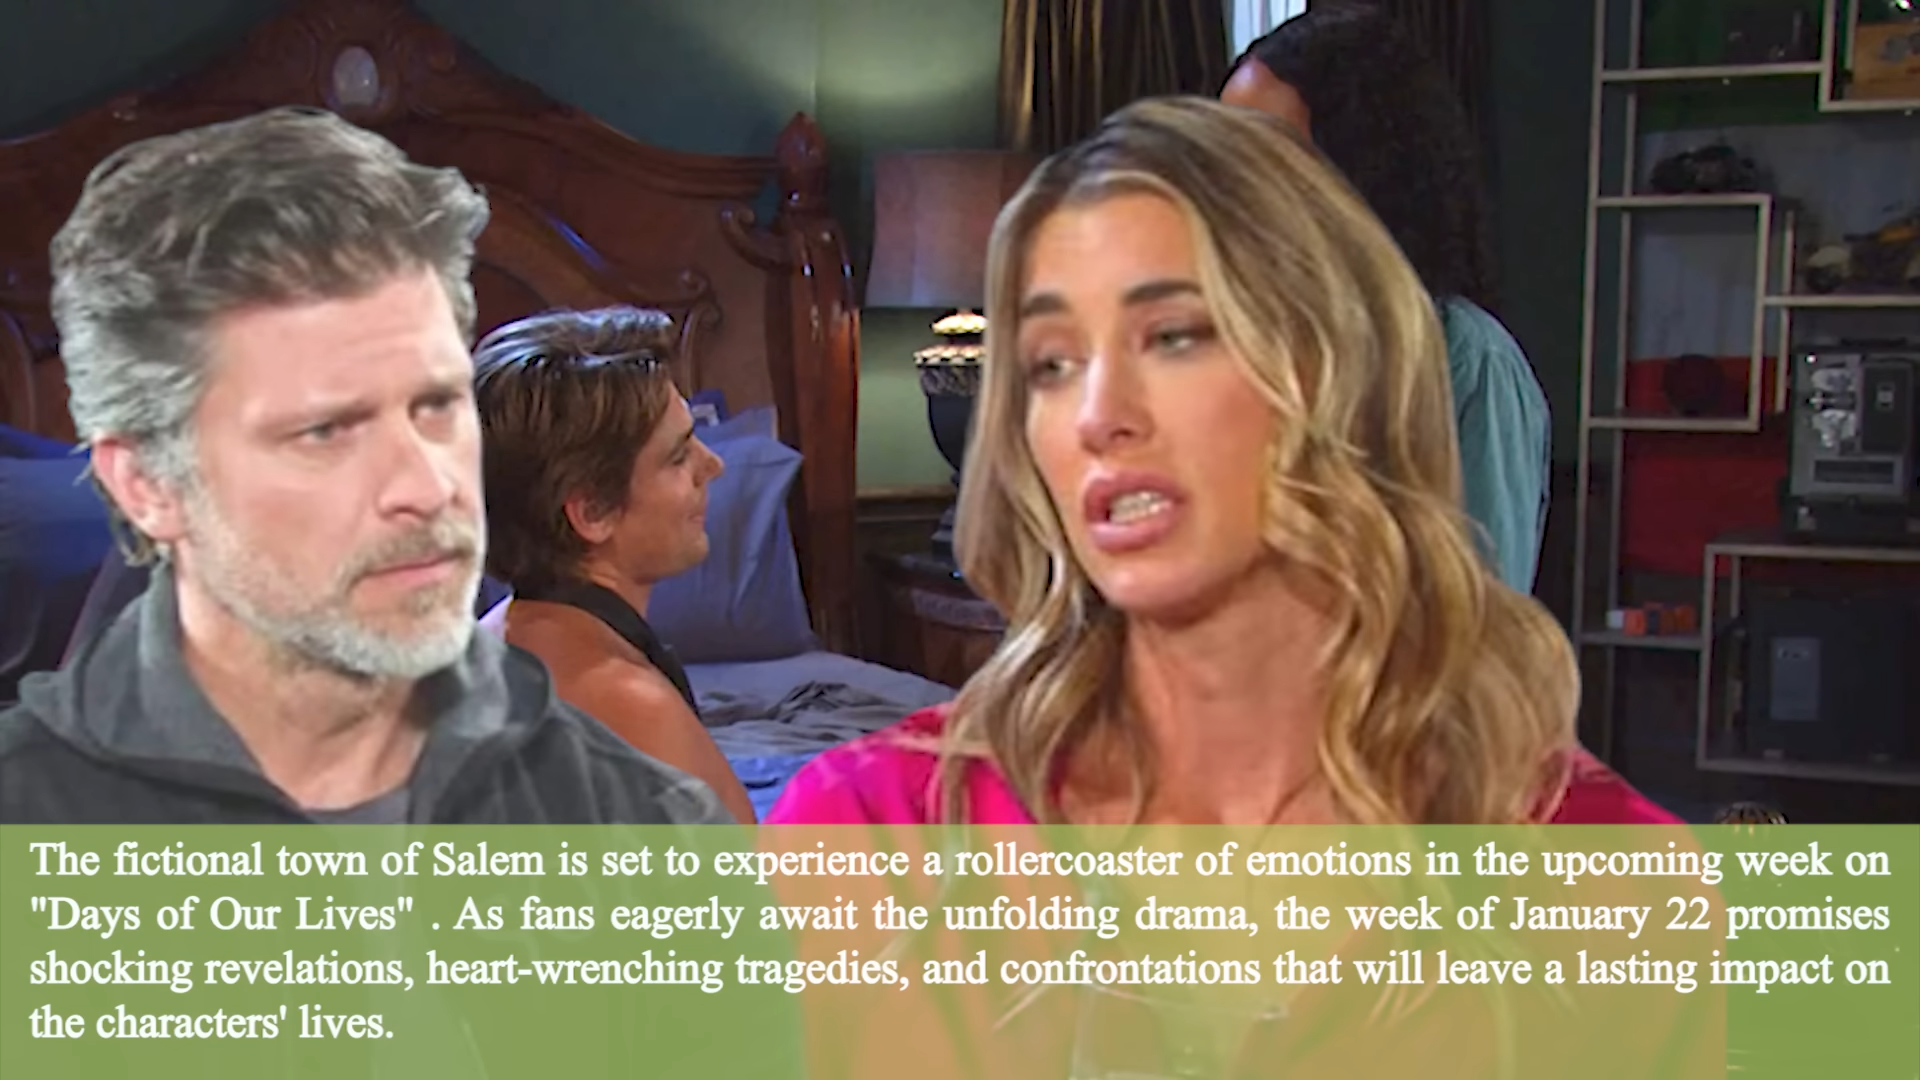 The fictional town of Salem is set to experience a rollercoaster of emotions in the upcoming week on
"Days of Our Lives" . As fans eagerly await the unfolding drama, the week of January 22 promises
shocking revelations, heart-wrenching tragedies, and confrontations that will leave a lasting impact on
the characters' lives.